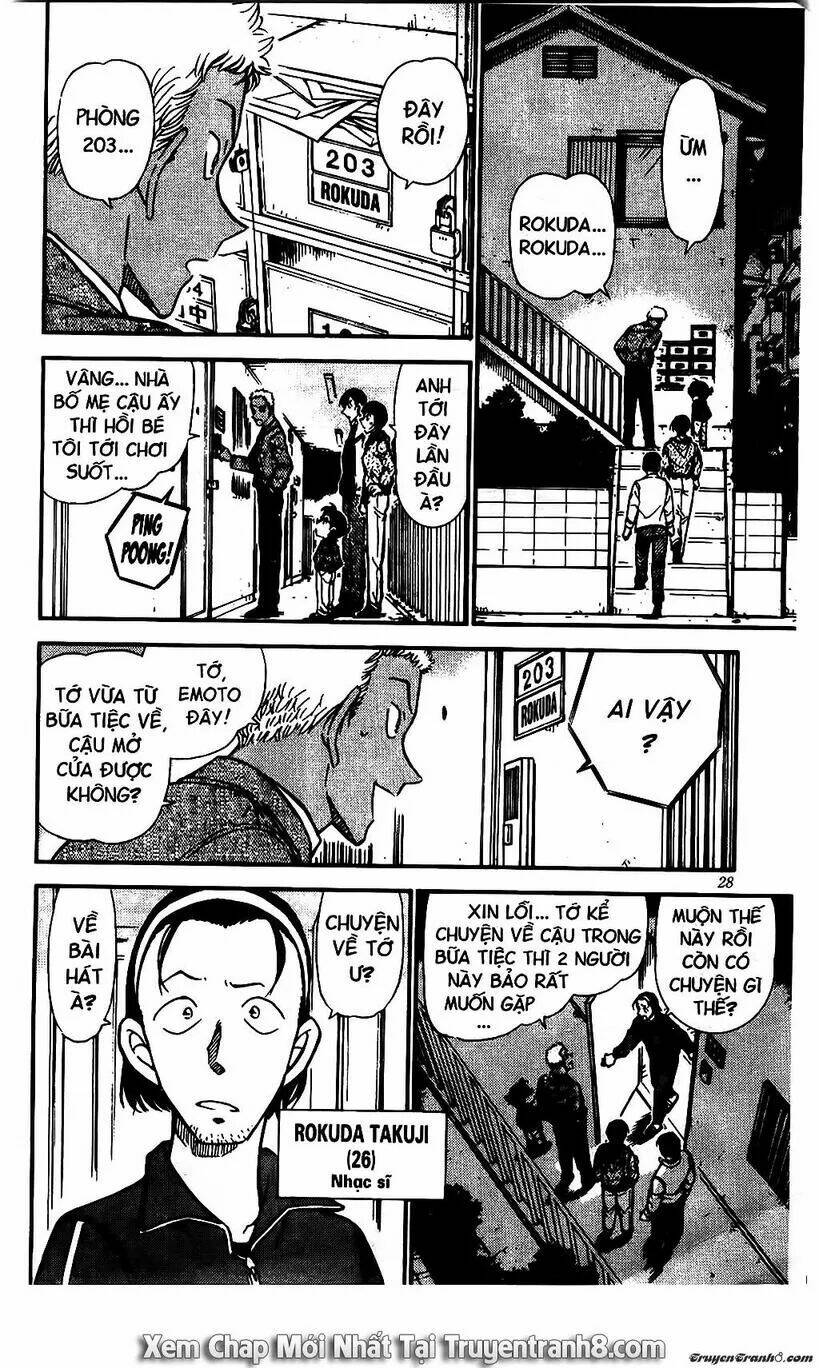 ỪM
...
ROKUDA...
ROKUDA...
ĐÂY
RỒI!
203
ROKUDA
PHÒNG
203...
ANH
TỚI
ĐÂY
LẦN
ĐẦU
À?
VÂNG... NHÀ
BỐ MẸ CẬU ẤY
THÌ HỒI BÉ
TÔI TỚI CHƠI
SUỐT...
PING
POONG!
AI VẬY
?
203
ROKUDA
TỚ,
EMOTO
ĐÂY!
TỚ VỪA TỪ
BỮA TIỆC VỀ,
CẬU MỞ
CỬA ĐƯỢC
KHÔNG?
28
MUỘN THẾ
NÀY RỒI
CÒN CÓ
CHUYỆN GÌ
THẾ?
XIN LỖI... TỚ KỂ
CHUYỆN VỀ CẬU TRONG
BỮA TIỆC THÌ 2 NGƯỜI
NÀY BẢO RẤT
MUỐN GẶP
...
CHUYỆN
VỀ TỚ
Ư?
VỀ
BÀI
HÁT
À?
ROKUDA TAKUJI
(26)
Nhạc sĩ
Xem Chap Mới Nhất Tại Truyentranh8.com
TruyenTranh8.com